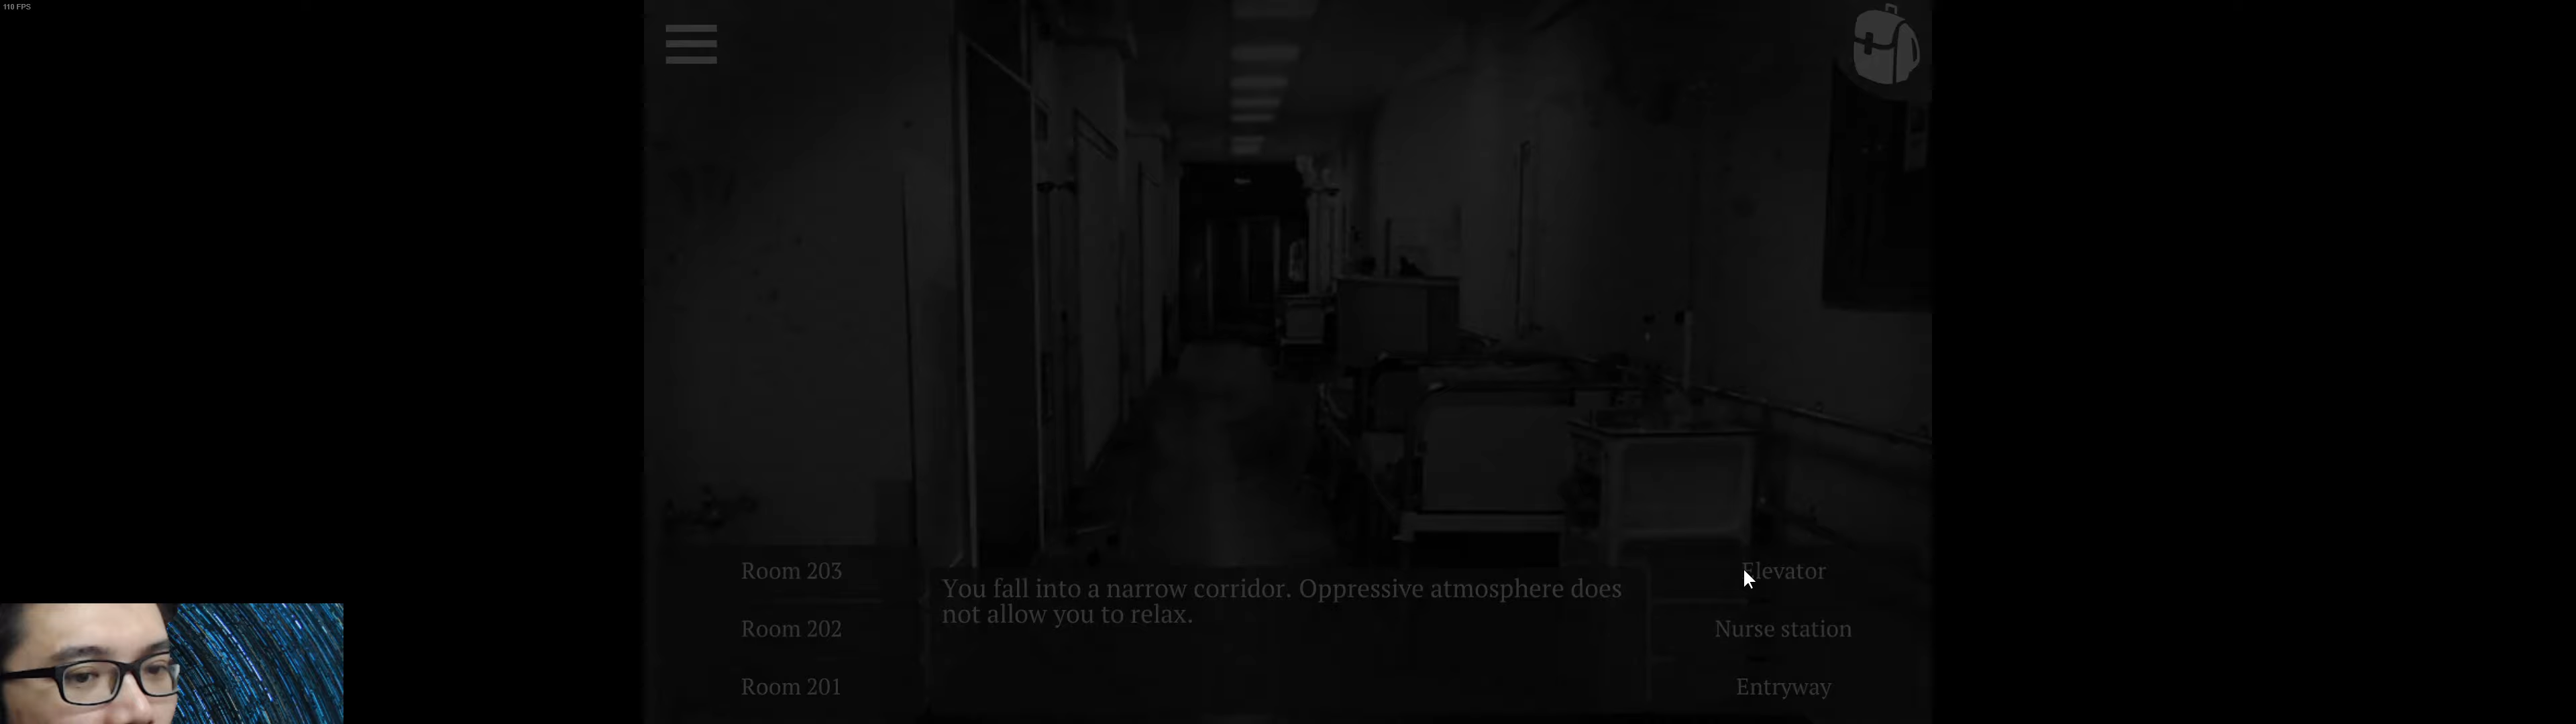 110 FPS
Room 203
Room 202
Room 201
You fall into a narrow corridor. Oppressive atmosphere does
not allow you to relax.
Elevator
Nurse station
Entryway